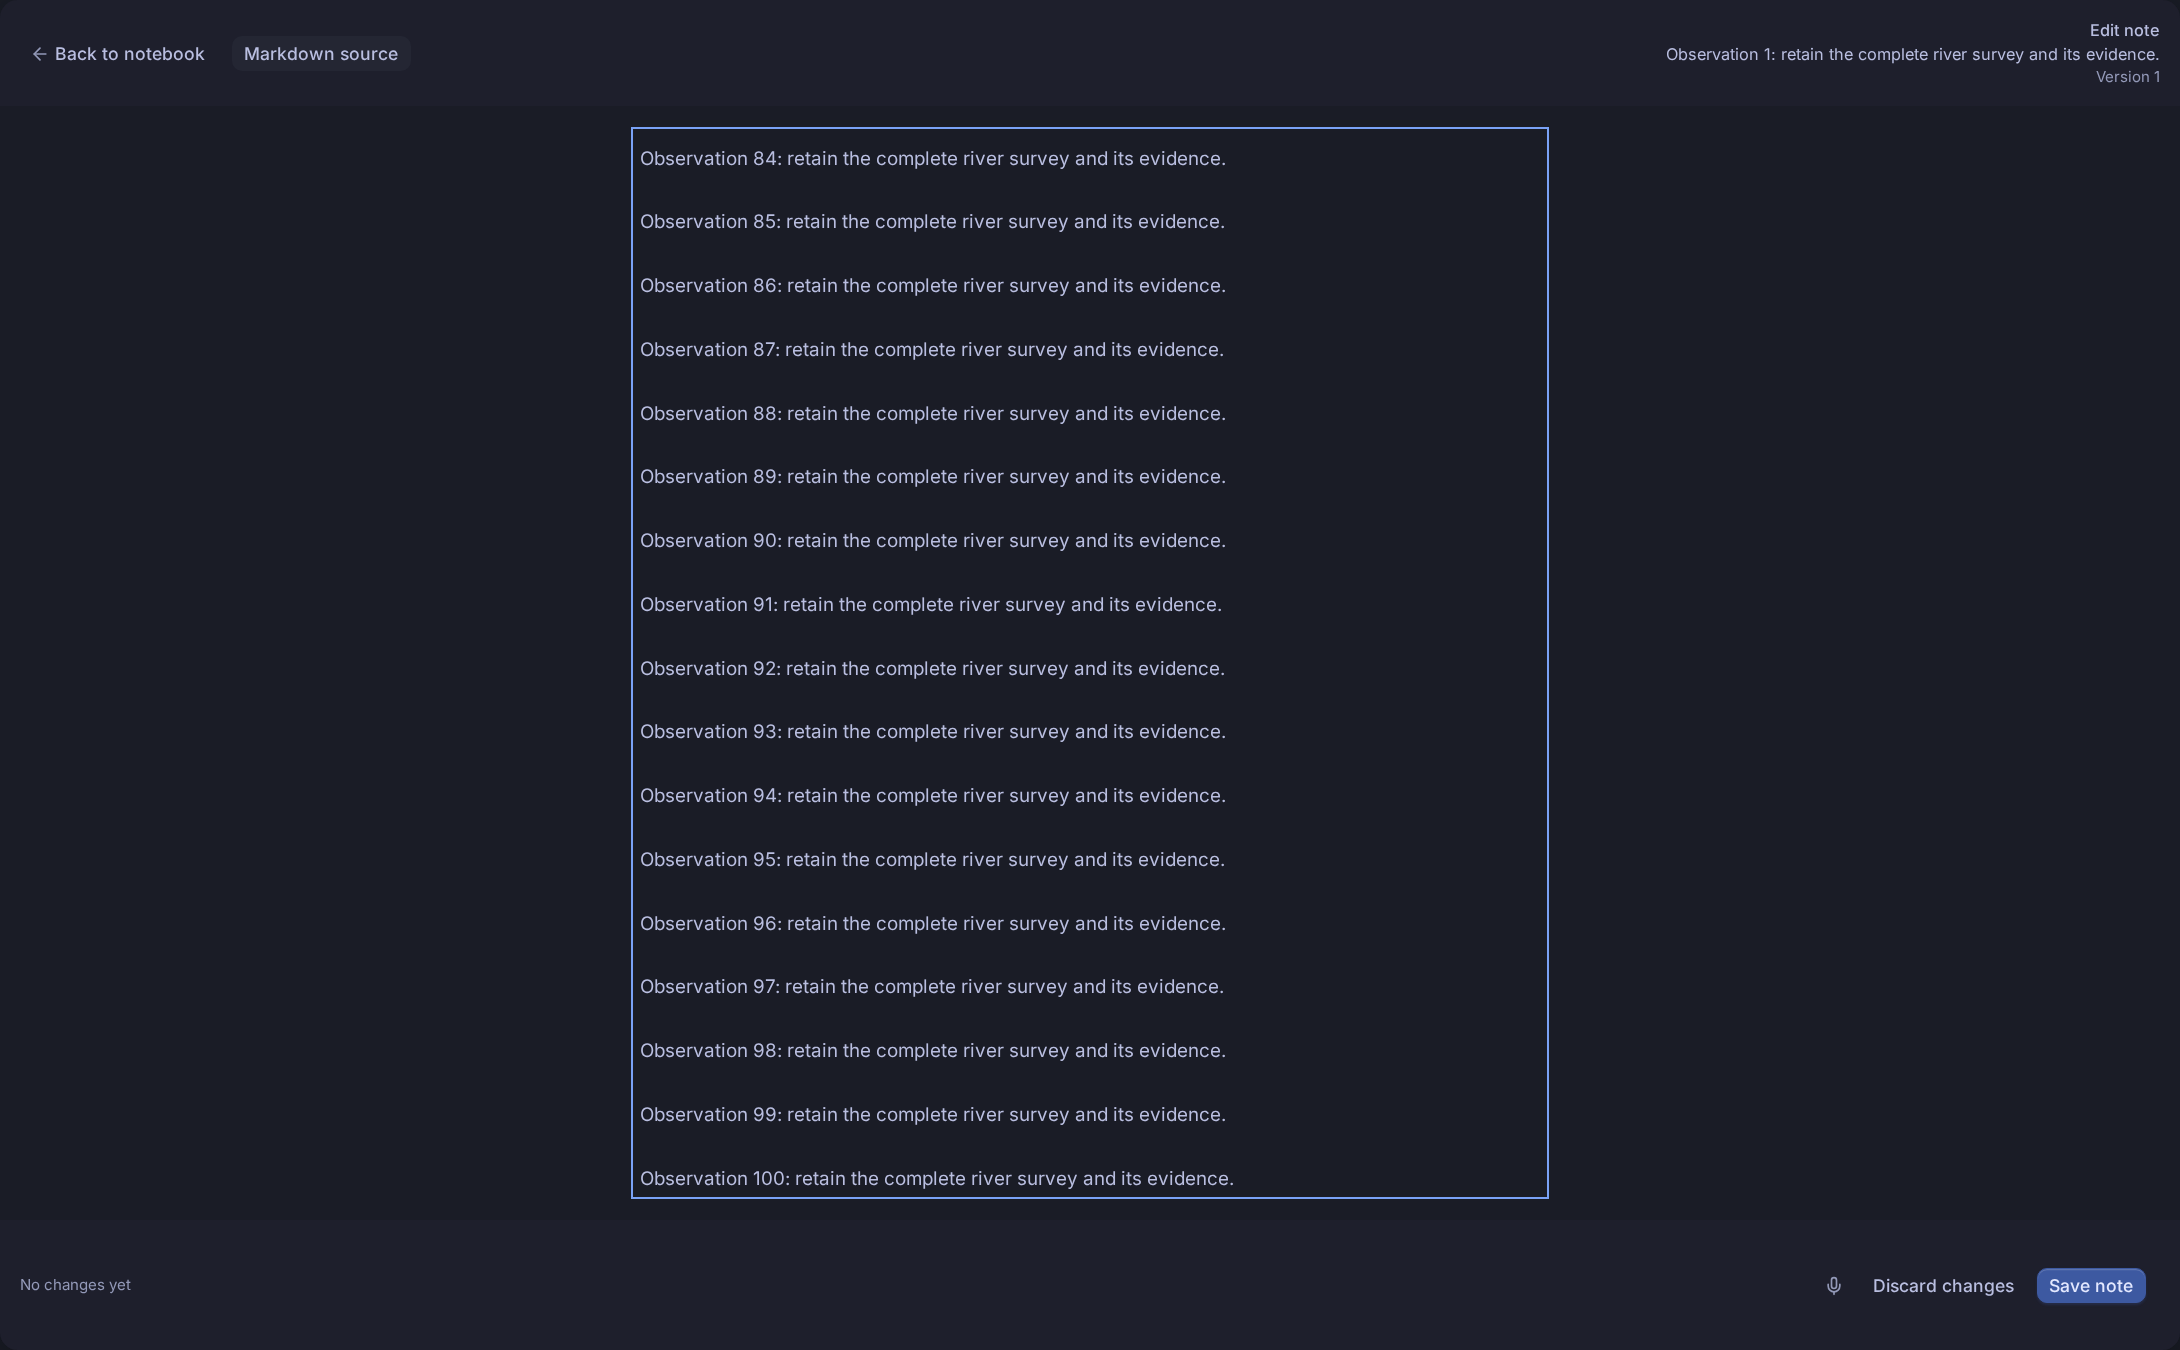 Back to notebook
Markdown source
Edit note
Observation 1: retain the complete river survey and its evidence.
Version 1
Observation 84: retain the complete river survey and its evidence.
Observation 85: retain the complete river survey and its evidence.
Observation 86: retain the complete river survey and its evidence.
Observation 87: retain the complete river survey and its evidence.
Observation 88: retain the complete river survey and its evidence.
Observation 89: retain the complete river survey and its evidence.
Observation 90: retain the complete river survey and its evidence.
Observation 91: retain the complete river survey and its evidence.
Observation 92: retain the complete river survey and its evidence.
Observation 93: retain the complete river survey and its evidence.
Observation 94: retain the complete river survey and its evidence.
Observation 95: retain the complete river survey and its evidence.
Observation 96: retain the complete river survey and its evidence.
Observation 97: retain the complete river survey and its evidence.
Observation 98: retain the complete river survey and its evidence.
Observation 99: retain the complete river survey and its evidence.
Observation 100: retain the complete river survey and its evidence.
No changes yet
Discard changes
Save note